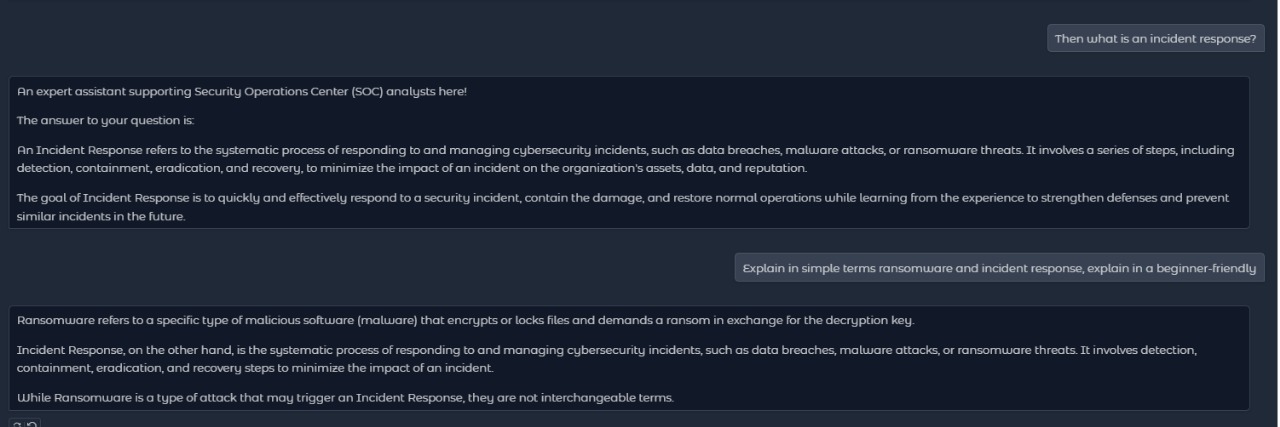 Then what is an incident response?
An expert assistant supporting Security Operations Center (SOC) analysts here!
The answer to your question is:
An Incident Response refers to the systematic process of responding to and managing cybersecurity incidents, such as data breaches, malware attacks, or ransomware threats. It involves a series of steps, including
detection, containment, eradication, and recovery, to minimize the impact of an incident on the organization's assets, data, and reputation.
The goal of Incident Response is to quickly and effectively respond to a security incident, contain the damage, and restore normal operations while learning from the experience to strengthen defenses and prevent
similar incidents in the future.
Explain in simple terms ransomware and incident response, explain in a beginner-friendly
Ransomware refers to a specific type of malicious software (malware) that encrypts or locks files and demands a ransom in exchange for the decryption key.
Incident Response, on the other hand, is the systematic process of responding to and managing cybersecurity incidents, such as data breaches, malware attacks, or ransomware threats. It involves detection,
containment, eradication, and recovery steps to minimize the impact of an incident.
While Ransomware is a type of attack that may trigger an Incident Response, they are not interchangeable terms.